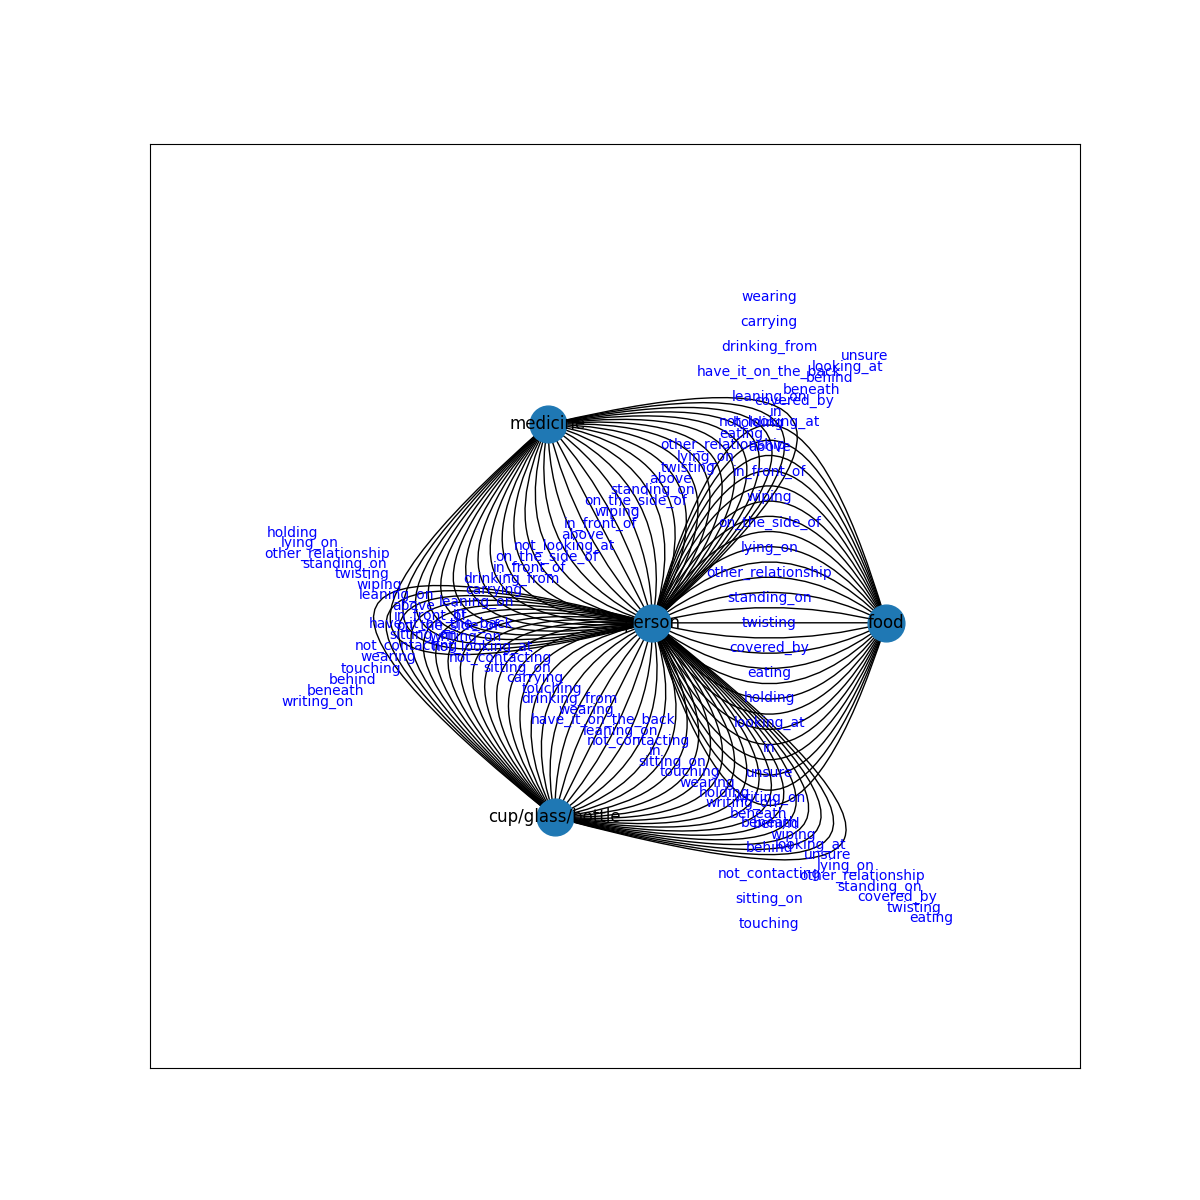 wearing
carrying
drinking_from
unsure
looking_at
have_it_on_the_back
behind
beneath
leaning_on
covered_by
in
not_looking_at
holding
medicine
eating
other_relationship
above
lying_on
twisting
in_front_of
above
standing_on
wiping
on_the_side_of
wiping
in_front_of
on_the_side_of
holding
above
lying_on
not_looking_at
lying_on
other_relationship
on_the_side_of
standing_on
in_front_of
other_relationship
twisting
drinking_from
wiping
carrying
leaning_on
standing_on
leaning_on
above
in_front_of
have_it_on_the_back
person
twisting
food
on_the_side_of
sitting_on
writing_on
not_contacting
not_looking_at
covered_by
wearing
not_contacting
touching
sitting_on
eating
behind
carrying
beneath
touching
writing_on
drinking_from
holding
wearing
have_it_on_the_back
looking_at
leaning_on
not_contacting
in
in
sitting_on
touching
unsure
wearing
holding
writing_on
writing_on
beneath
cup/glass/bottle
beneath
behind
wiping
looking_at
behind
unsure
lying_on
not_contacting
other_relationship
standing_on
sitting_on
covered_by
twisting
eating
touching